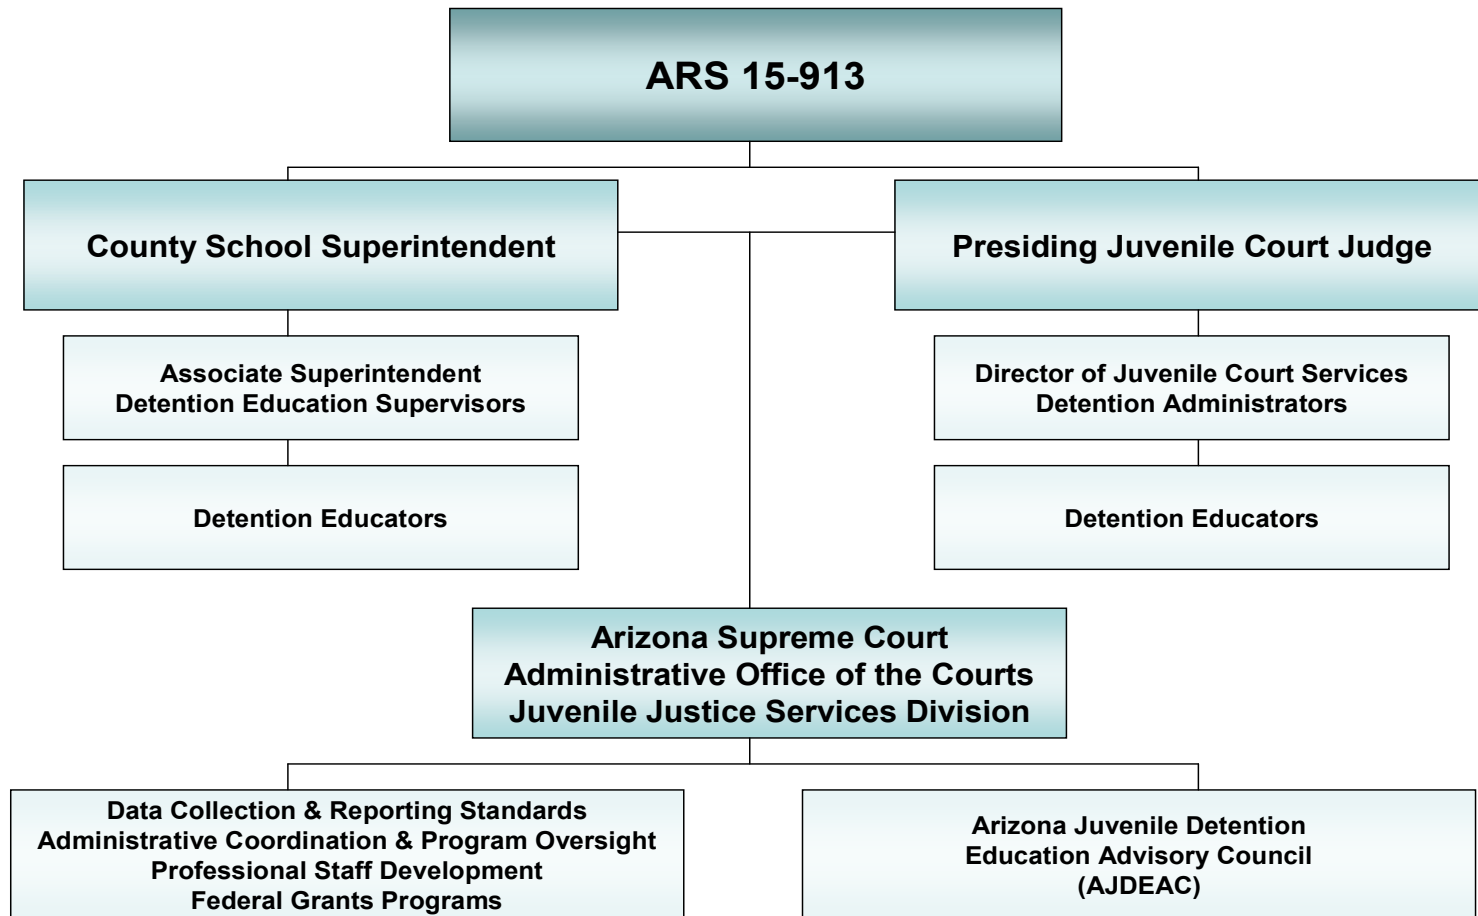 ARS 15-913
County School Superintendent
Presiding Juvenile Court Judge
Associate Superintendent
Detention Education Supervisors
Director of Juvenile Court Services
Detention Administrators
Detention Educators
Detention Educators
Arizona Supreme Court
Administrative Office of the Courts
Juvenile Justice Services Division
Data Collection & Reporting Standards
Administrative Coordination & Program Oversight
Professional Staff Development
Federal Grants Programs
Arizona Juvenile Detention
Education Advisory Council
(AJDEAC)